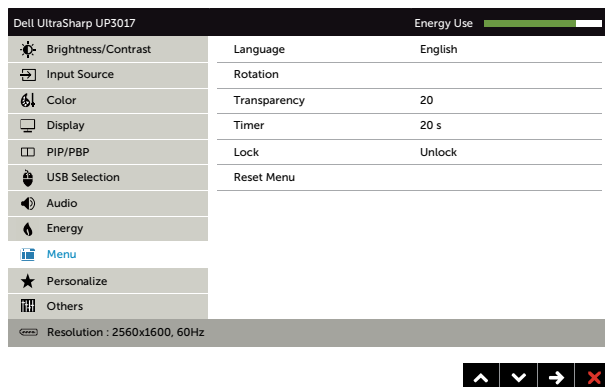 Dell UltraSharp UP3017 Energy Use
Brightness/Contrast Language English
Input Source Rotation
Color Transparency 20
Display Timer 20 s
PIP/PBP Lock Unlock
USB Selection Reset Menu
Audio
Energy
Menu
Personalize
Others
Resolution : 2560x1600, 60Hz